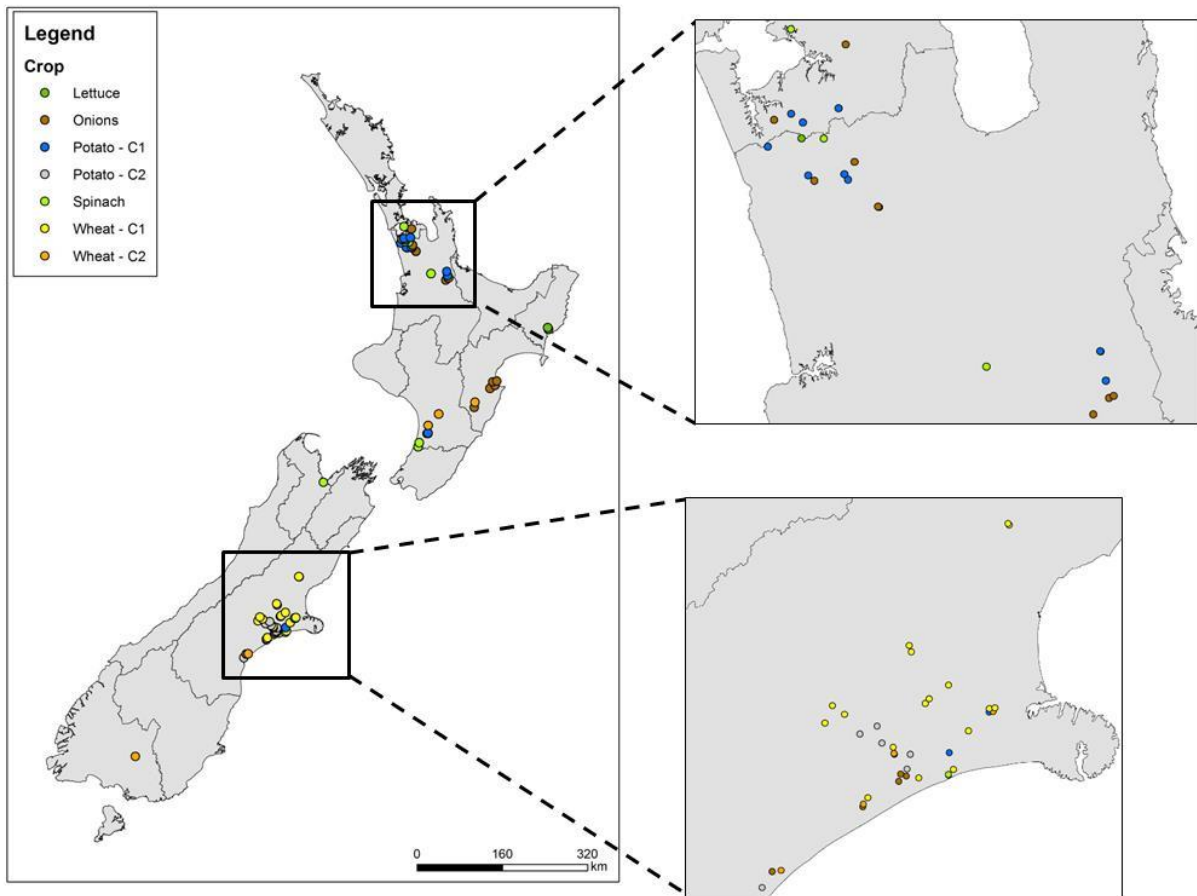 Legend
Crop
Lettuce
Onions
Potato - C1
Potato - C2
Spinach
Wheat - C1
Wheat - C2
0 160 320
km